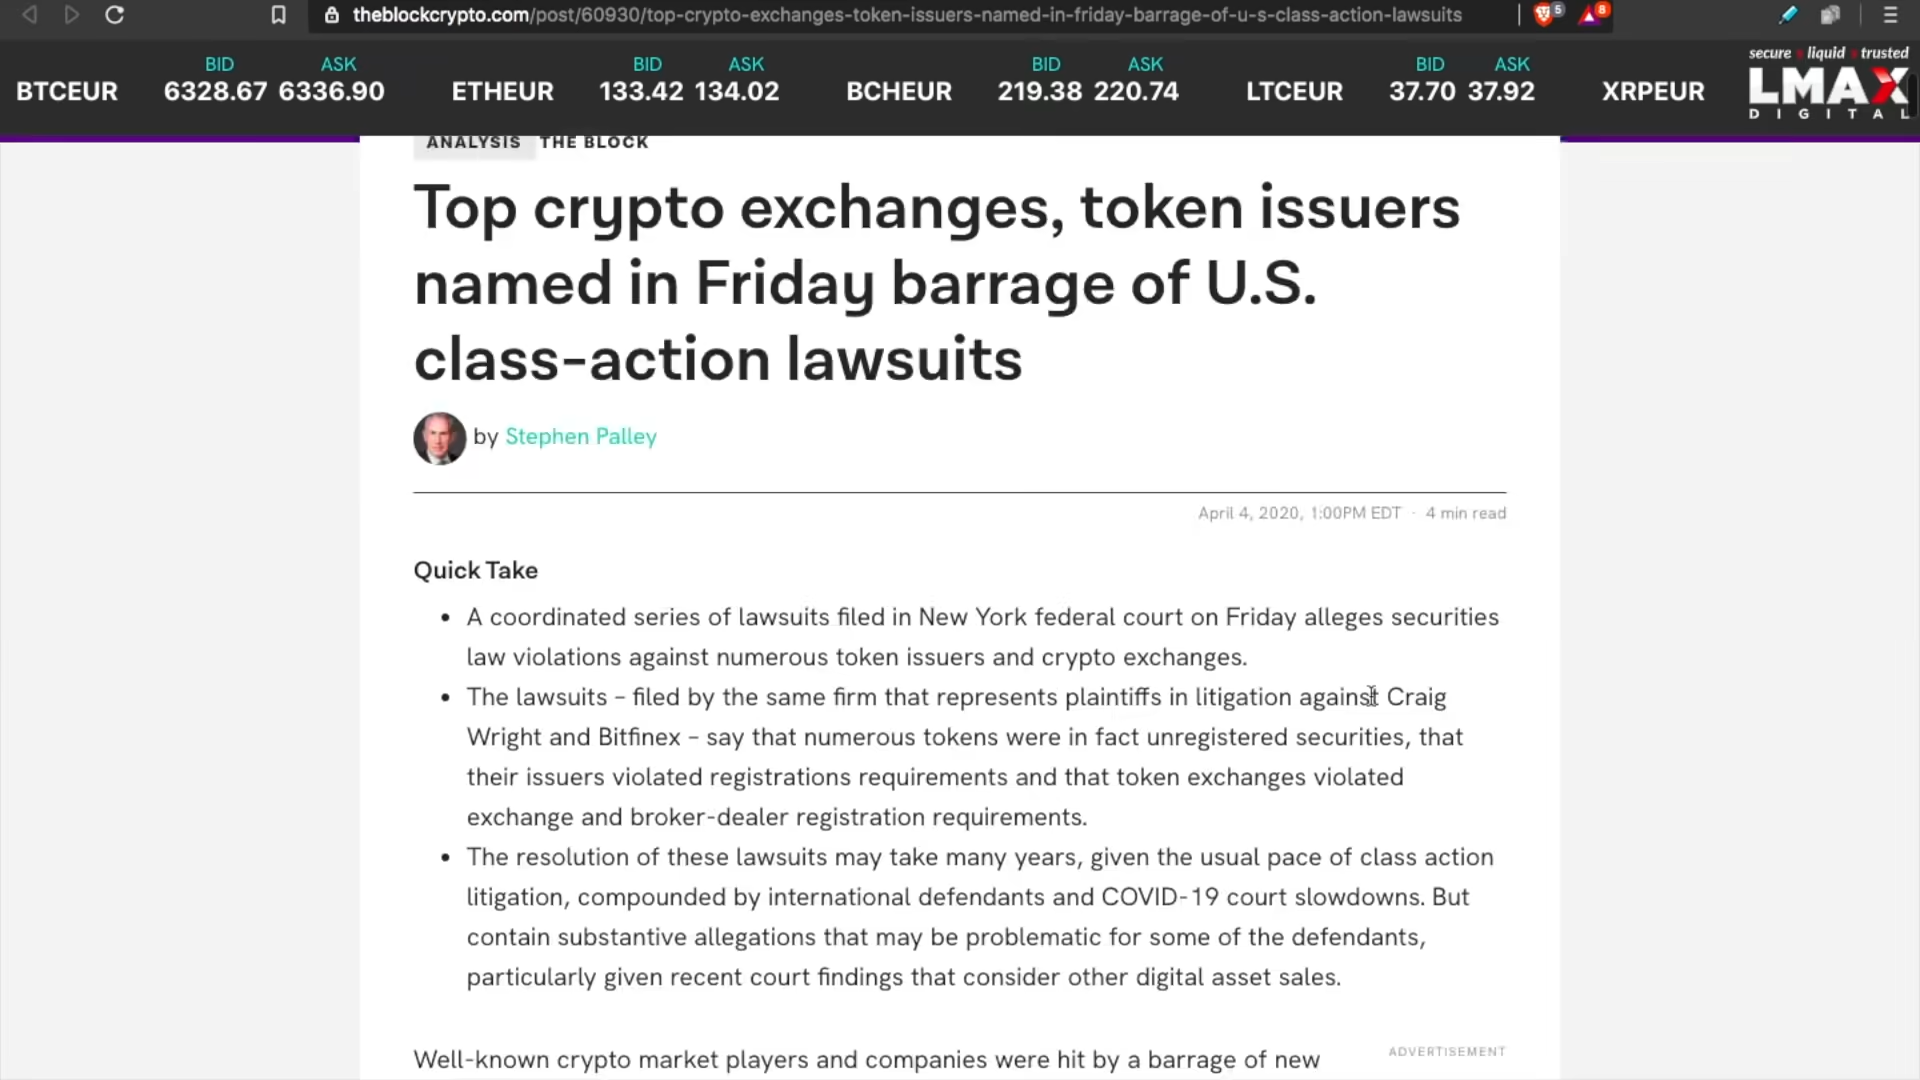 theblockcrypto.com/post/60930/top-crypto-exchanges-token-issuers-named-in-friday-barrage-of-u-s-class-action-lawsuits
5
8
BID ASK BID ASK BID ASK BID ASK
BTCEUR 6328.67 6336.90 ETHEUR 133.42 134.02 BCHEUR 219.38 220.74 LTCEUR 37.70 37.92 XRPEUR
secure liquid trusted
LMAX
DIGITAL
ANALYSIS THE BLOCK
Top crypto exchanges, token issuers
named in Friday barrage of U.S.
class-action lawsuits
by Stephen Palley
April 4, 2020, 1:00PM EDT · 4 min read
Quick Take
• A coordinated series of lawsuits filed in New York federal court on Friday alleges securities
law violations against numerous token issuers and crypto exchanges.
• The lawsuits – filed by the same firm that represents plaintiffs in litigation against Craig
Wright and Bitfinex – say that numerous tokens were in fact unregistered securities, that
their issuers violated registrations requirements and that token exchanges violated
exchange and broker-dealer registration requirements.
• The resolution of these lawsuits may take many years, given the usual pace of class action
litigation, compounded by international defendants and COVID-19 court slowdowns. But
contain substantive allegations that may be problematic for some of the defendants,
particularly given recent court findings that consider other digital asset sales.
Well-known crypto market players and companies were hit by a barrage of new
ADVERTISEMENT